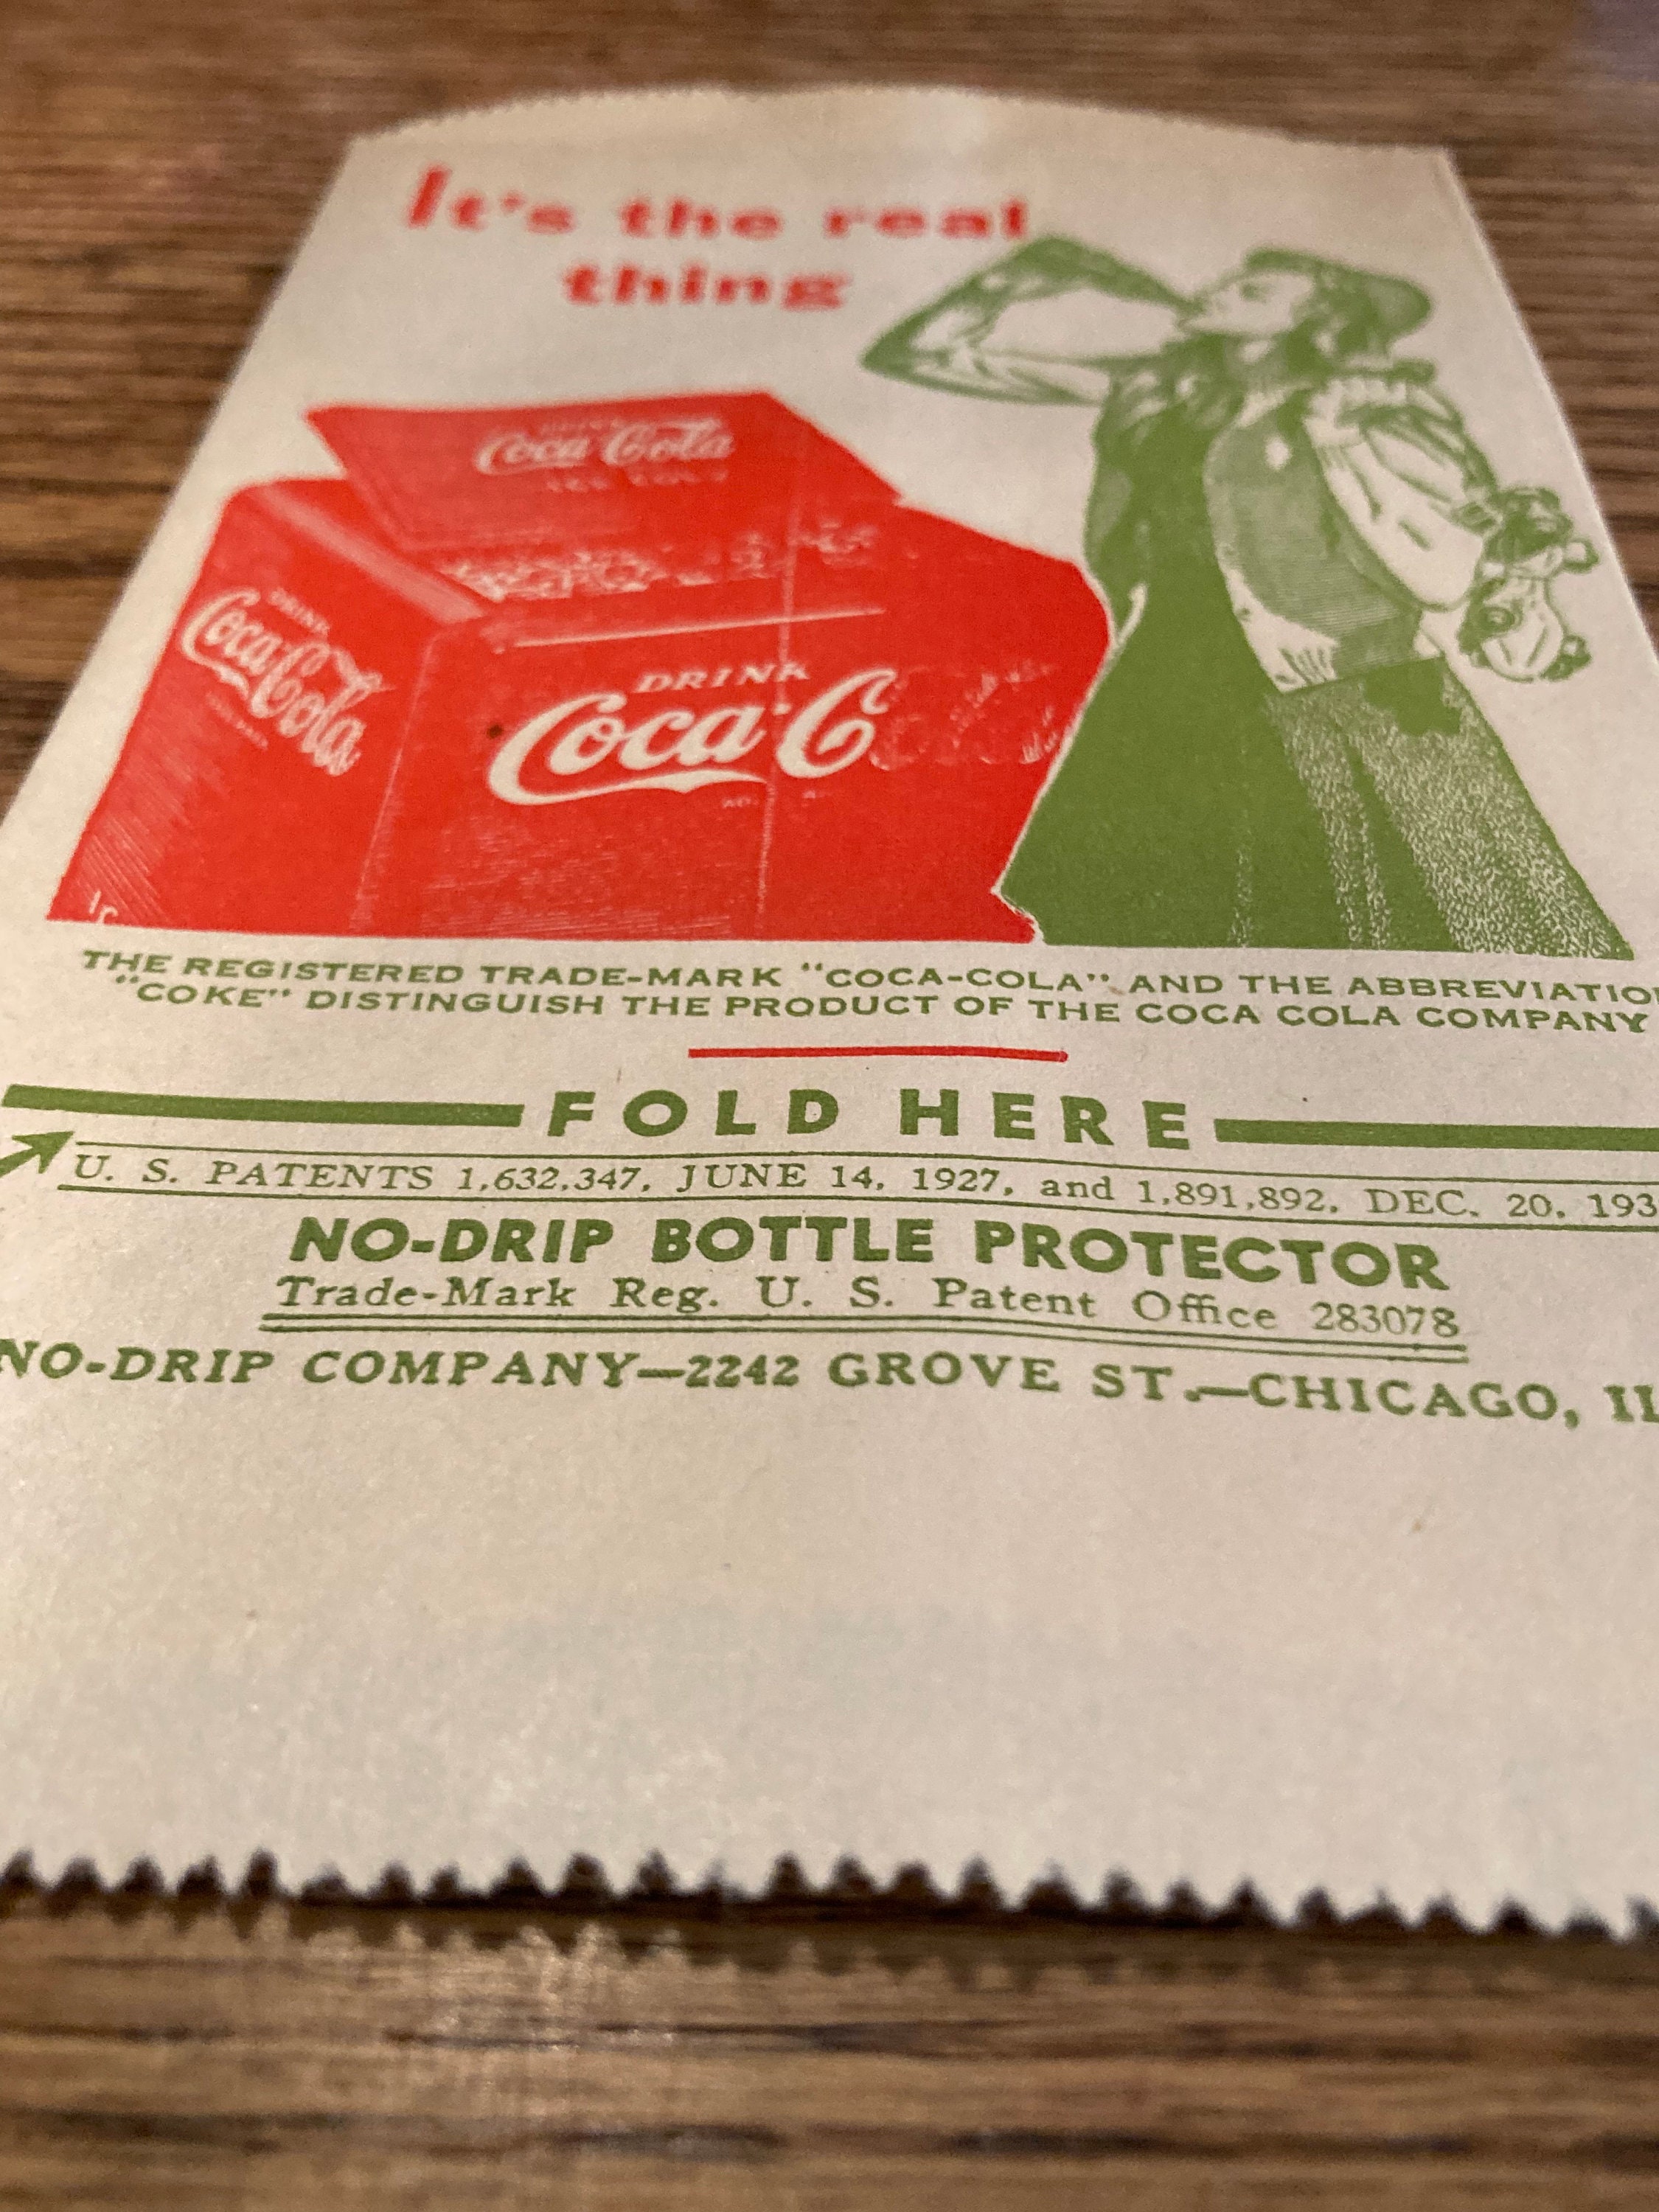 It's the real
thing
DRINK
Coca-Cola
ICE COLD
DRINK
Coca-Cola
DRINK
Coca-C
THE REGISTERED TRADE-MARK "COCA-COLA" AND THE ABBREVIATIO
"COKE" DISTINGUISH THE PRODUCT OF THE COCA COLA COMPANY
FOLD HERE
U. S. PATENTS 1,632,347, JUNE 14, 1927, and 1,891,892, DEC. 20, 193
NO-DRIP BOTTLE PROTECTOR
Trade-Mark Reg. U. S. Patent Office 283078
NO-DRIP COMPANY—2242 GROVE ST.—CHICAGO, IL